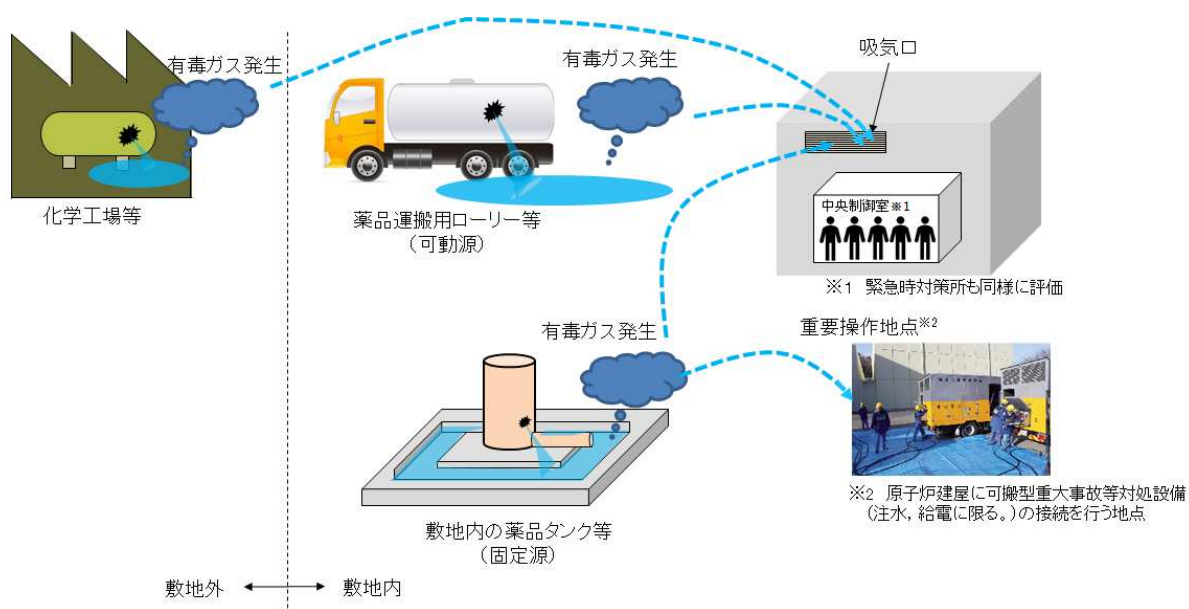 有毒ガス発生
化学工場等
有毒ガス発生
薬品運搬用ローリー等
（可動源）
吸気口
中央制御室※1
※1　緊急時対策所も同様に評価
有毒ガス発生
敷地内の薬品タンク等
（固定源）
重要操作地点※2
※2　原子炉建屋に可搬型重大事故等対処設備
（注水，給電に限る。）の接続を行う地点
敷地外
敷地内